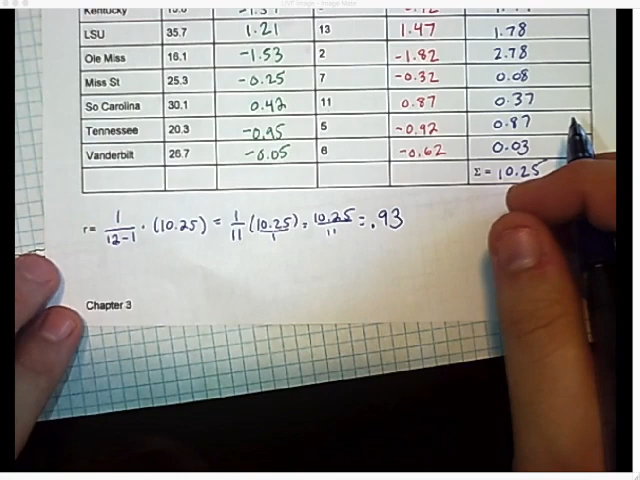 Kentucky
LSU 35.7 1.21 13 1.47 1.78
Ole Miss 16.1 -1.53 2 -1.82 2.78
Miss St 25.3 -0.25 7 -0.32 0.08
So Carolina 30.1 0.42 11 0.87 0.37
Tennessee 20.3 -0.95 5 -0.92 0.87
Vanderbilt 26.7 -0.05 6 -0.62 0.03
Σ = 10.25
r = 1/12-1 · (10.25) = 1/11 (10.25/1) = 10.25/11 = .93
Chapter 3